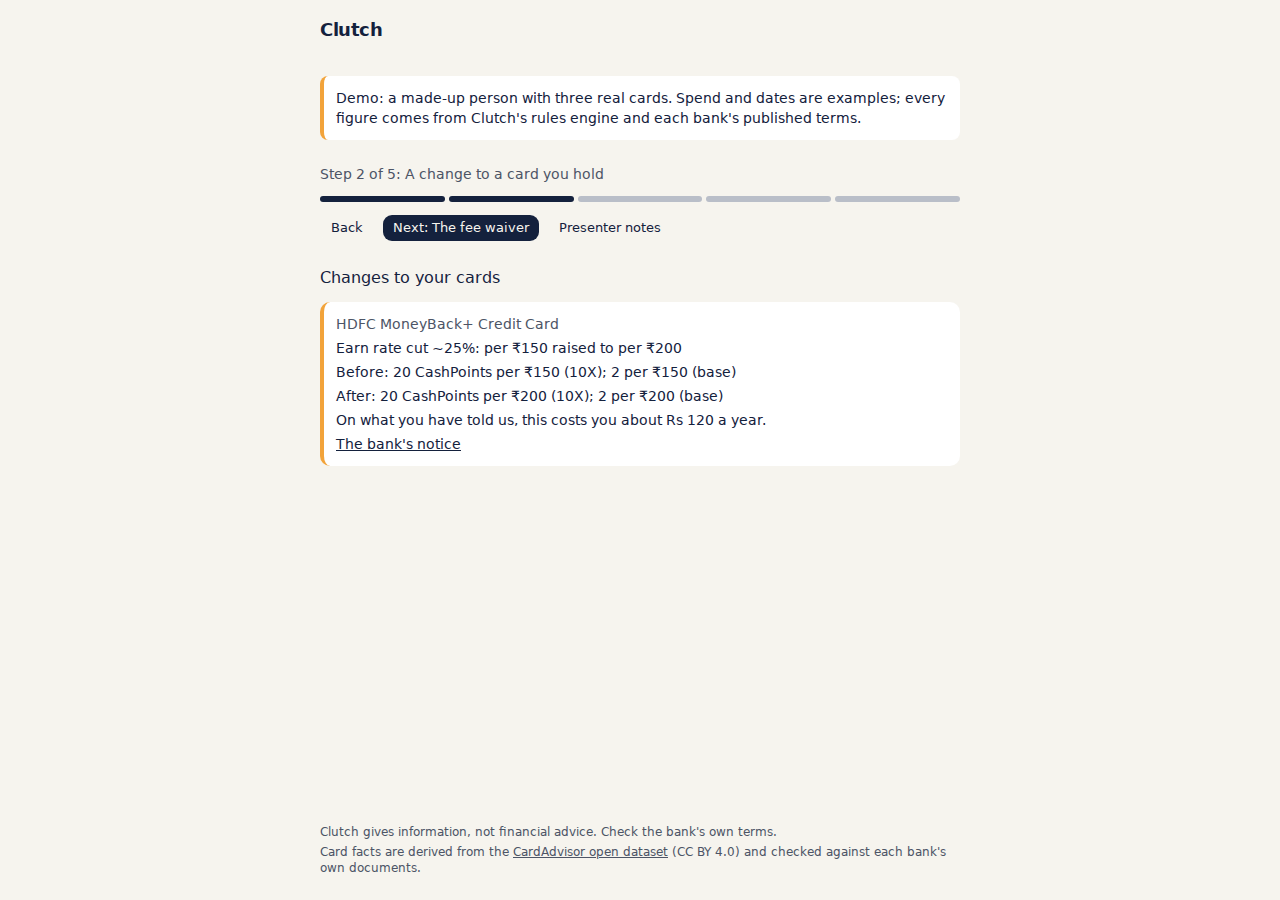 Clutch
Demo: a made-up person with three real cards. Spend and dates are examples; every
figure comes from Clutch's rules engine and each bank's published terms.
Step 2 of 5: A change to a card you hold
Back
Next: The fee waiver
Presenter notes
Changes to your cards
HDFC MoneyBack+ Credit Card
Earn rate cut ~25%: per ₹150 raised to per ₹200
Before: 20 CashPoints per ₹150 (10X); 2 per ₹150 (base)
After: 20 CashPoints per ₹200 (10X); 2 per ₹200 (base)
On what you have told us, this costs you about Rs 120 a year.
The bank's notice
Clutch gives information, not financial advice. Check the bank's own terms.
Card facts are derived from the CardAdvisor open dataset (CC BY 4.0) and checked against each bank's
own documents.